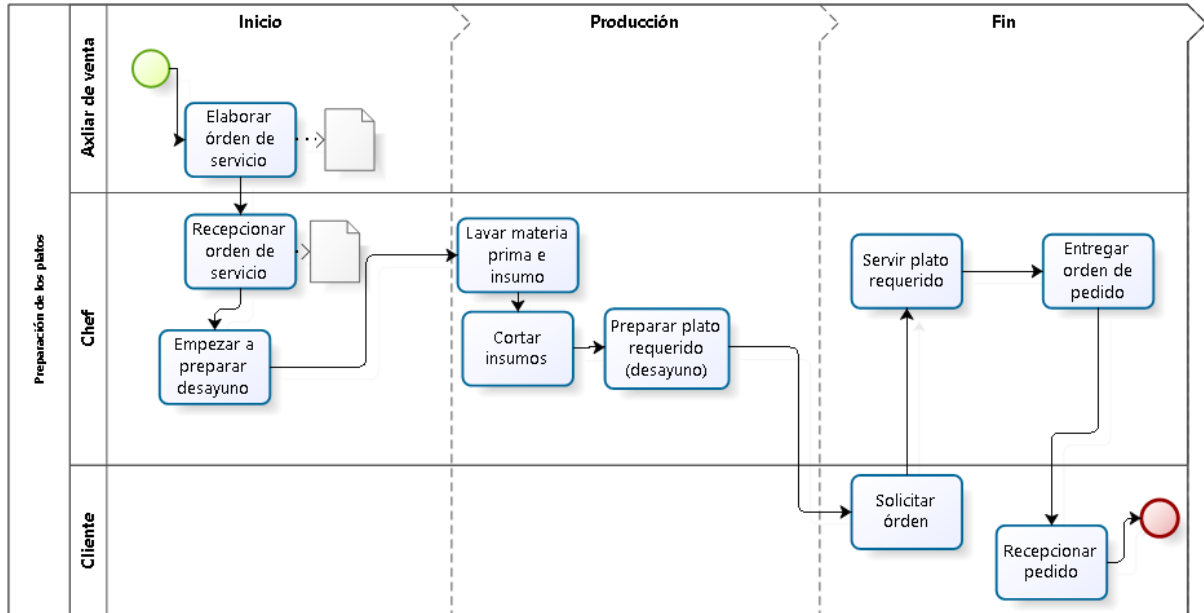 Inicio
Producción
Fin
Preparación de los platos
Axliar de venta
Elaborar
órden de
servicio
Chef
Recepcionar
orden de
servicio
Empezar a
preparar
desayuno
Lavar materia
prima e
insumo
Cortar
insumos
Preparar plato
requerido
(desayuno)
Servir plato
requerido
Entregar
orden de
pedido
Cliente
Solicitar
órden
Recepcionar
pedido